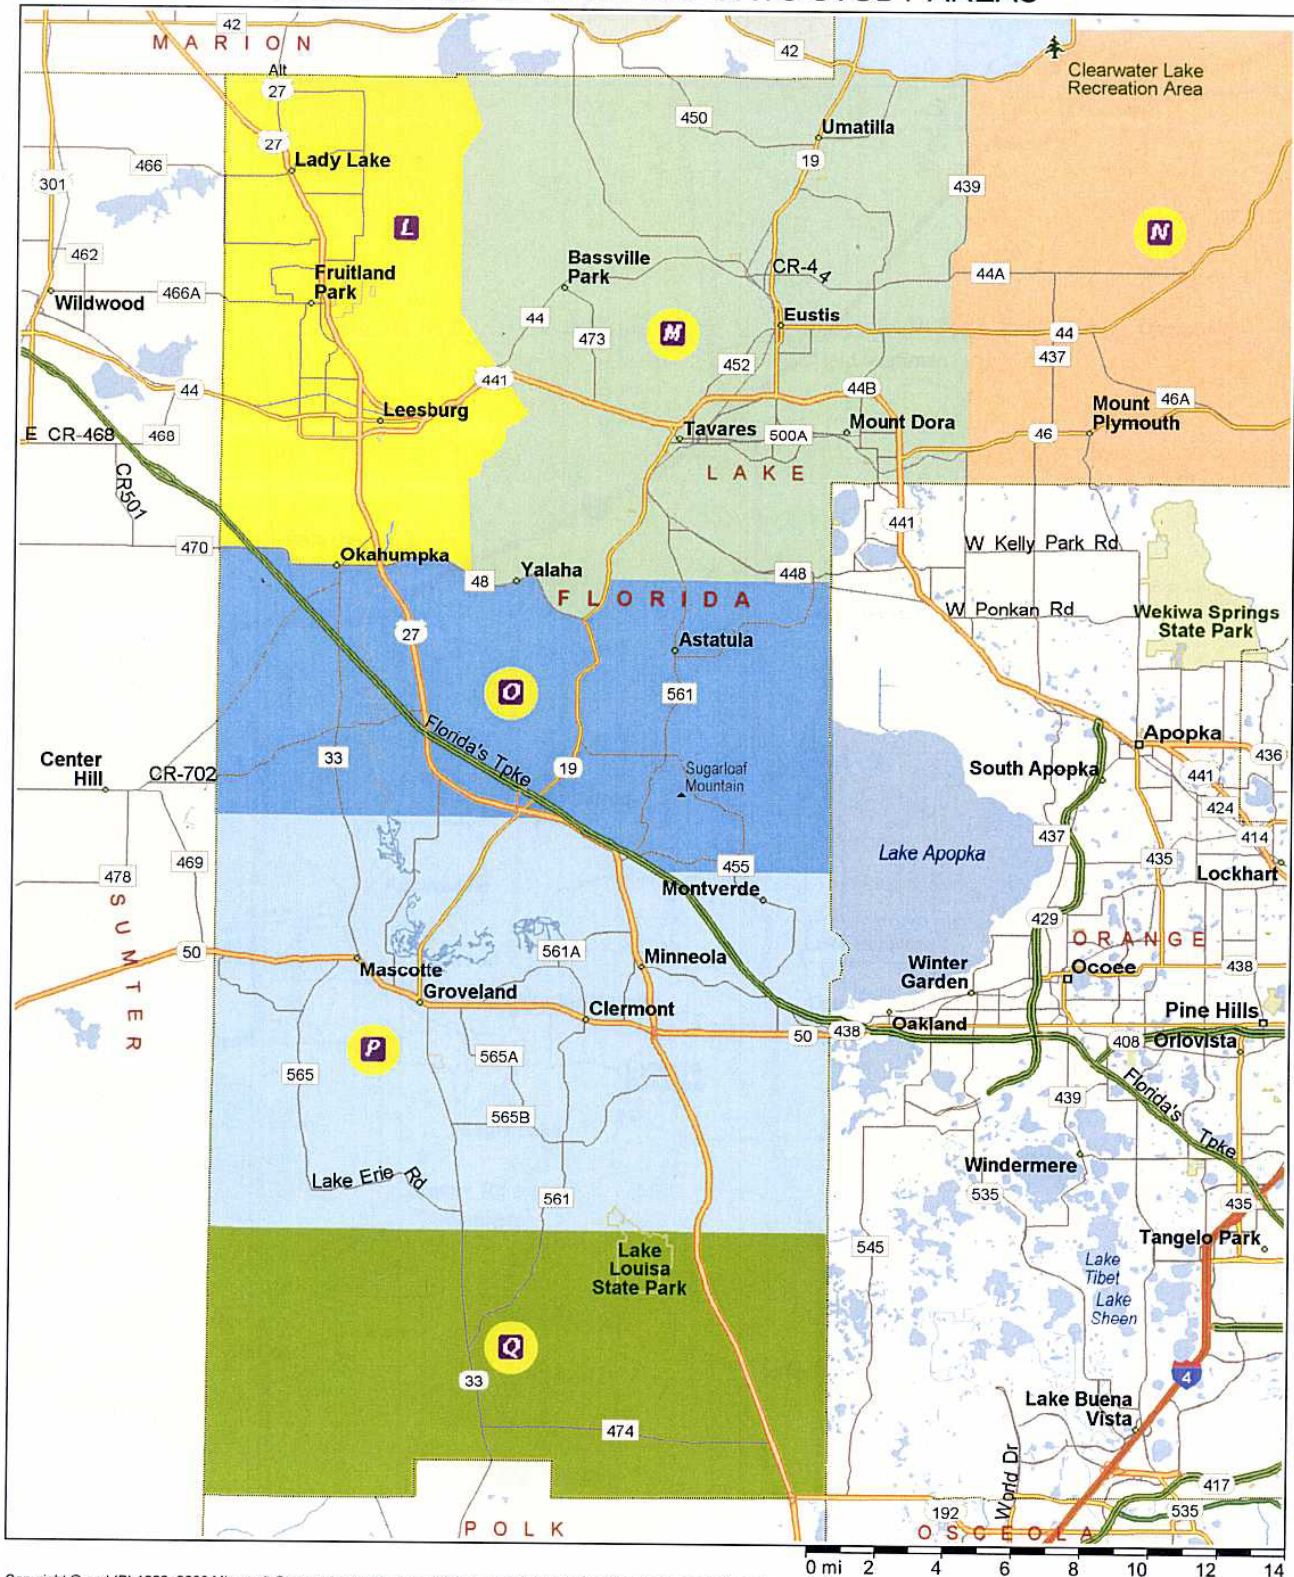 42
MARION
42
Alt
27
Clearwater Lake
Recreation Area
450
Umatilla
27
19
466
Lady Lake
301
439
L
N
462
Bassville
Park
CR-44
Fruitland
Park
44A
466A
Wildwood
44
Eustis
473
M
44
437
452
441
44B
44
46A
Mount
Plymouth
Leesburg
E CR-468
468
Tavares
500A
Mount Dora
46
LAKE
CR501
441
470
W Kelly Park Rd
Okahumpka
48
Yalaha
448
FLORIDA
W Ponkan Rd
Wekiwa Springs
State Park
27
Astatula
O
561
Florida's Tpke
Apopka
436
Center
Hill
33
19
South Apopka
441
CR-702
Sugarloaf
Mountain
424
437
414
Lake Apopka
435
469
455
478
Montverde
Lockhart
SUMTER
429
50
561A
Minneola
ORANGE
Mascotte
Winter
Garden
Ocoee
438
Groveland
Clermont
Pine Hills
50
438
Oakland
408
Orlovista
P
565A
565
439
Florida's Tpke
565B
Windermere
Lake Erie Rd
561
535
435
Lake
Louisa
State Park
545
Tangelo Park
Lake
Tibet
Lake
Sheen
Q
33
4
Lake Buena
Vista
474
World Dr
417
192
535
POLK
OSCEOLA
0 mi 2 4 6 8 10 12 14